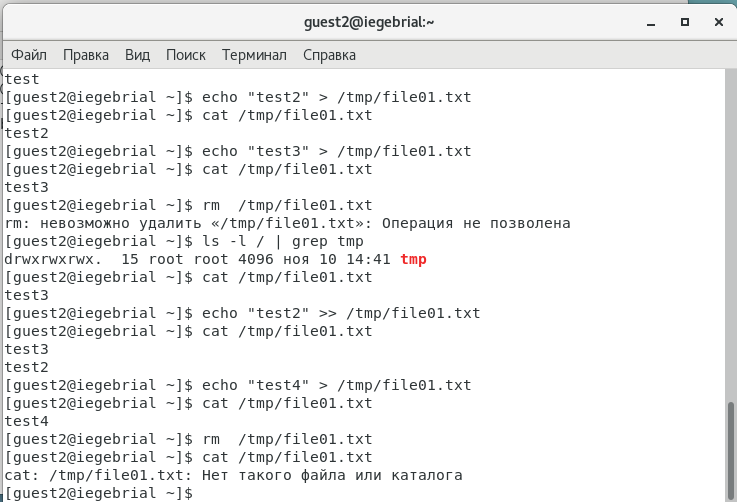 guest2@iegebrial:~
Файл Правка Вид Поиск Терминал Справка
test
[guest2@iegebrial ~]$ echo "test2" > /tmp/file01.txt
[guest2@iegebrial ~]$ cat /tmp/file01.txt
test2
[guest2@iegebrial ~]$ echo "test3" > /tmp/file01.txt
[guest2@iegebrial ~]$ cat /tmp/file01.txt
test3
[guest2@iegebrial ~]$ rm  /tmp/file01.txt
rm: невозможно удалить «/tmp/file01.txt»: Операция не позволена
[guest2@iegebrial ~]$ ls -l / | grep tmp
drwxrwxrwx.  15 root root 4096 ноя 10 14:41 tmp
[guest2@iegebrial ~]$ cat /tmp/file01.txt
test3
[guest2@iegebrial ~]$ echo "test2" >> /tmp/file01.txt
[guest2@iegebrial ~]$ cat /tmp/file01.txt
test3
test2
[guest2@iegebrial ~]$ echo "test4" > /tmp/file01.txt
[guest2@iegebrial ~]$ cat /tmp/file01.txt
test4
[guest2@iegebrial ~]$ rm  /tmp/file01.txt
[guest2@iegebrial ~]$ cat /tmp/file01.txt
cat: /tmp/file01.txt: Нет такого файла или каталога
[guest2@iegebrial ~]$